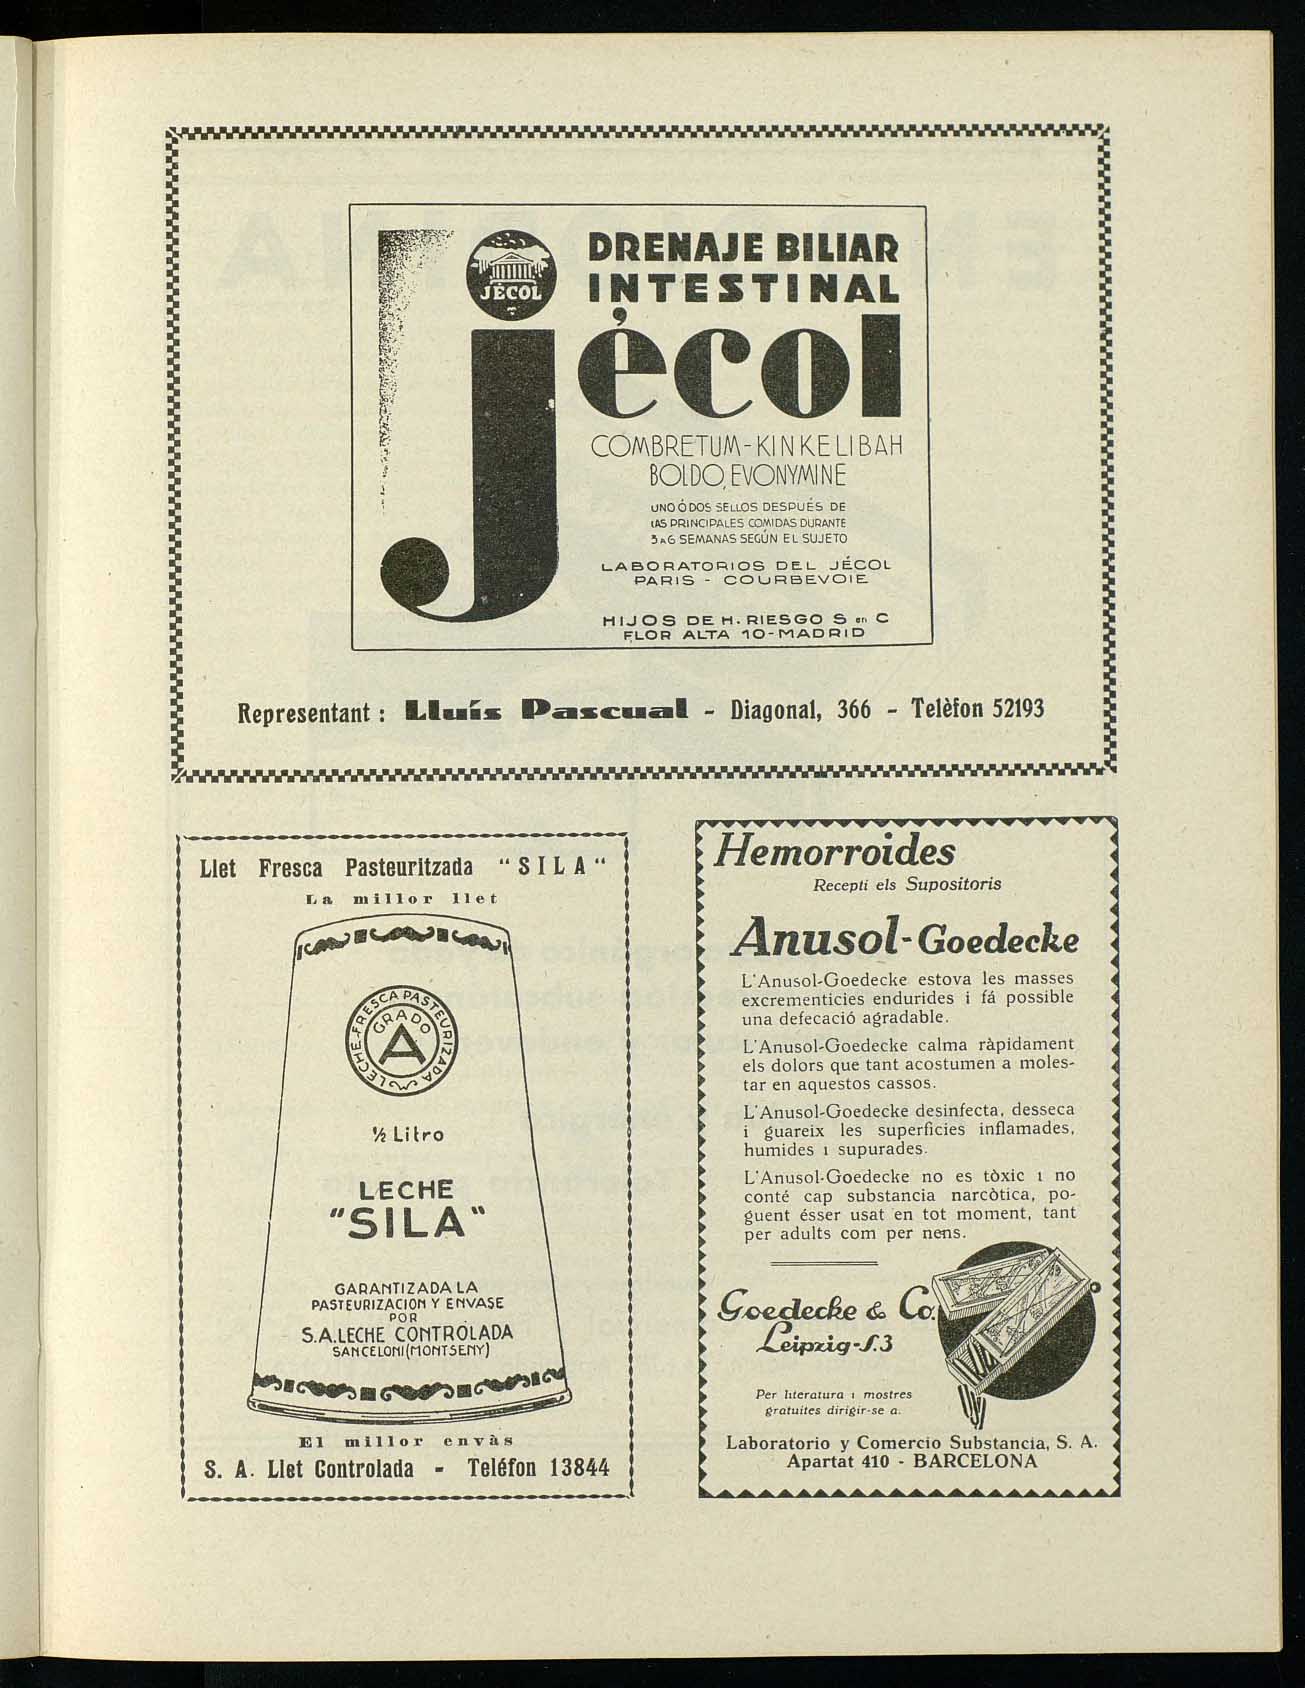 JÉCOL
DRENAJE BILIAR
INTESTINAL
jécol
COMBRETUM-KINKELIBAH
BOLDO, EVONYMINE
UNO Ó DOS SELLOS DESPUÉS DE
LAS PRINCIPALES COMIDAS DURANTE
3 A 6 SEMANAS SEGÚN EL SUJETO
LABORATORIOS DEL JÉCOL
PARIS - COURBEVOIE
HIJOS DE H. RIESGO S en C
FLOR ALTA 10-MADRID
Representant : Lluís Pascual - Diagonal, 366 - Telèfon 52193
Llet Fresca Pasteuritzada "SILA"
La millor llet
LECHE-FRESCA PASTEURIZADA
GRADO
A
½ Litro
LECHE
"SILA"
GARANTIZADA LA
PASTEURIZACION Y ENVASE
POR
S.A. LECHE CONTROLADA
SANCELONI (MONTSENY)
El millor envàs
S. A. Llet Controlada - Teléfon 13844
Hemorroides
Recepti els Supositoris
Anusol-Goedecke
L'Anusol-Goedecke estova les masses
excrementicies endurides i fá possible
una defecació agradable.
L'Anusol-Goedecke calma ràpidament
els dolors que tant acostumen a moles-
tar en aquestos cassos.
L'Anusol-Goedecke desinfecta, desseca
i guareix les superfícies inflamades,
humides i supurades.
L'Anusol-Goedecke no es tòxic i no
conté cap substancia narcòtica, po-
guent ésser usat en tot moment, tant
per adults com per nens.
Goedecke & Co.
Leipzig-S.3
Per literatura i mostres
gratuites dirigir-se a.
Laboratorio y Comercio Substancia, S. A.
Apartat 410 - BARCELONA